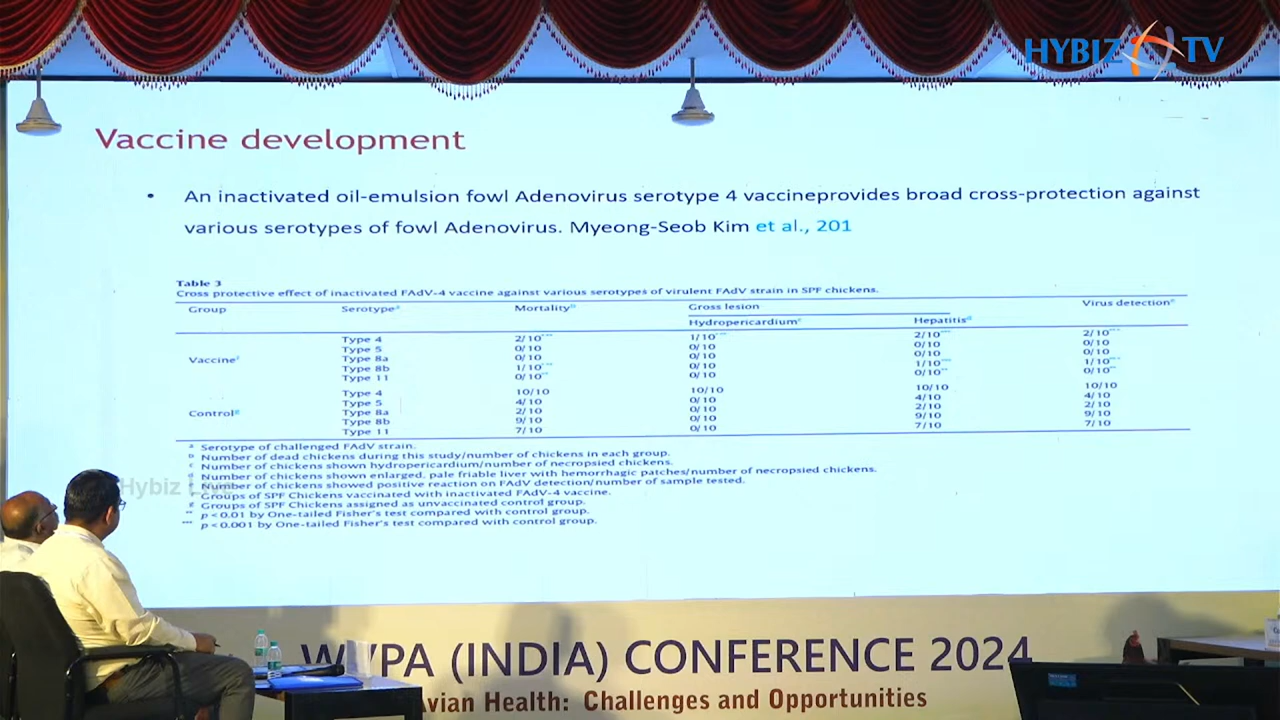 HYBIZ TV
Vaccine development
• An inactivated oil-emulsion fowl Adenovirus serotype 4 vaccineprovides broad cross-protection against
various serotypes of fowl Adenovirus. Myeong-Seob Kim et al., 201
Table 3
Cross protective effect of inactivated FAdV-4 vaccine against various serotypes of virulent FAdV strain in SPF chickens.
Group Serotypeᵃ Mortalityᵇ Gross lesion Virus detectionᵉ
Hydropericardiumᶜ Hepatitisᵈ
Vaccineᶠ
Type 4 2/10*** 1/10*** 2/10*** 2/10***
Type 5 0/10 0/10 0/10 0/10
Type 8a 0/10 0/10 0/10 0/10
Type 8b 1/10*** 0/10 1/10*** 1/10***
Type 11 0/10** 0/10 0/10** 0/10**
Controlᵍ
Type 4 10/10 10/10 10/10 10/10
Type 5 4/10 0/10 4/10 4/10
Type 8a 2/10 0/10 2/10 2/10
Type 8b 9/10 0/10 9/10 9/10
Type 11 7/10 0/10 7/10 7/10
ᵃ Serotype of challenged FAdV strain.
ᵇ Number of dead chickens during this study/number of chickens in each group.
ᶜ Number of chickens shown hydropericardium/number of necropsied chickens.
ᵈ Number of chickens shown enlarged, pale friable liver with hemorrhagic patches/number of necropsied chickens.
ᵉ Number of chickens showed positive reaction on FAdV detection/number of sample tested.
ᶠ Groups of SPF Chickens vaccinated with inactivated FAdV-4 vaccine.
ᵍ Groups of SPF Chickens assigned as unvaccinated control group.
** p < 0.01 by One-tailed Fisher's test compared with control group.
*** p < 0.001 by One-tailed Fisher's test compared with control group.
Hybiz
WVPA (INDIA) CONFERENCE 2024
Avian Health: Challenges and Opportunities